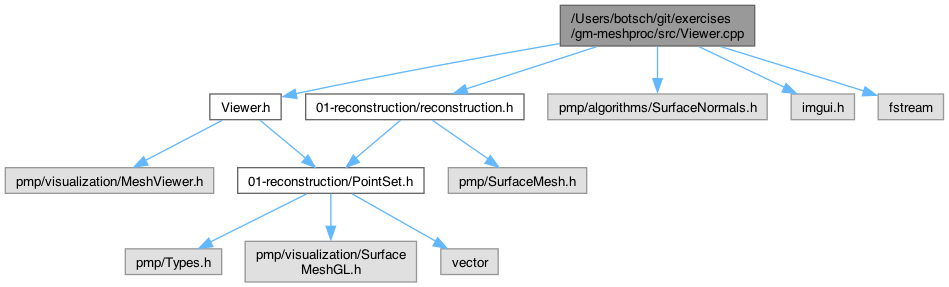 /Users/botsch/git/exercises
/gm-meshproc/src/Viewer.cpp
Viewer.h
01-reconstruction/reconstruction.h
pmp/algorithms/SurfaceNormals.h
imgui.h
fstream
pmp/visualization/MeshViewer.h
01-reconstruction/PointSet.h
pmp/SurfaceMesh.h
pmp/Types.h
pmp/visualization/Surface
MeshGL.h
vector